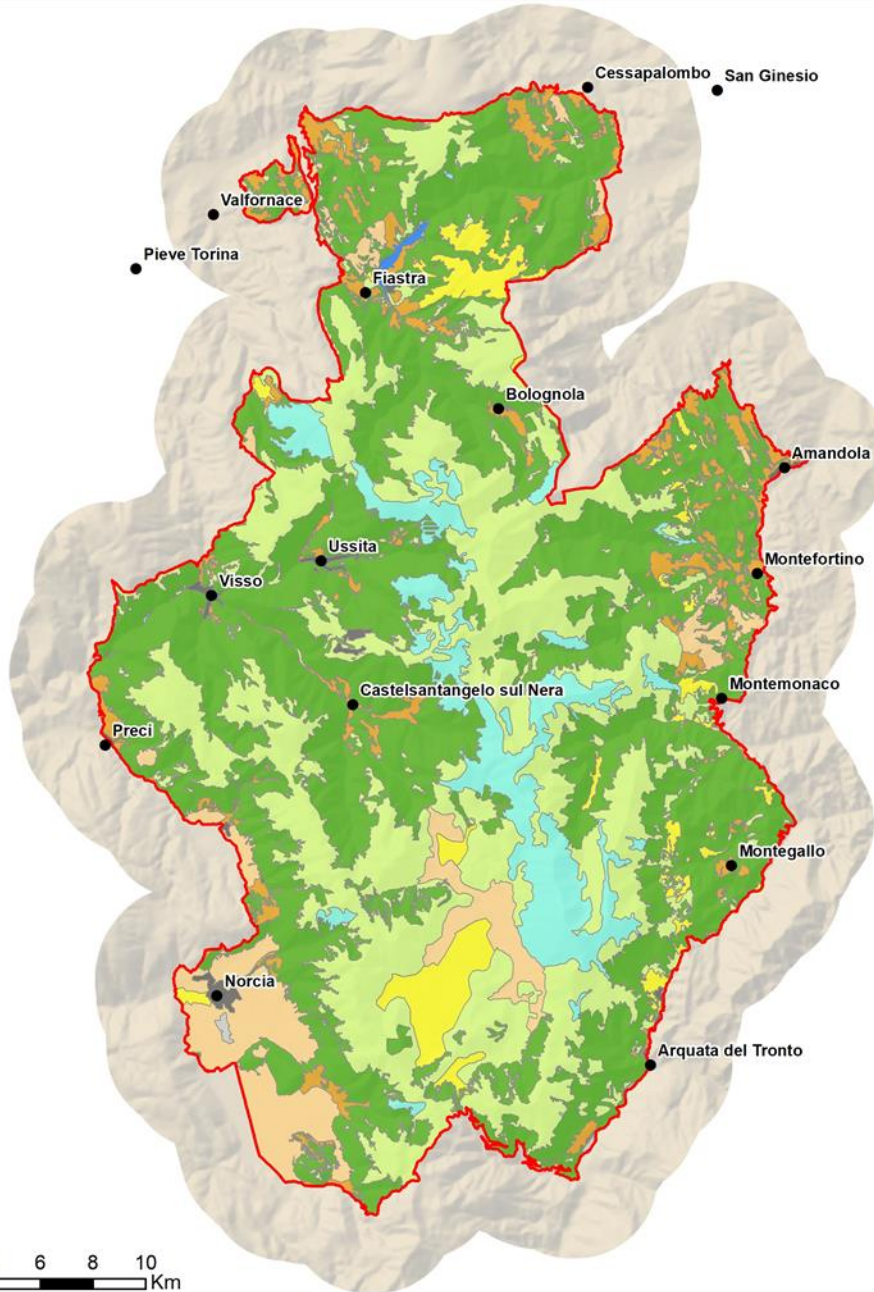 Cessapalombo
San Ginesio
Valfornace
Pieve Torina
Fiastra
Bolognola
Amandola
Ussita
Montefortino
Visso
Castelsantangelo sul Nera
Montemonaco
Preci
Montegallo
Norcia
Arquata del Tronto
6 8 10
Km